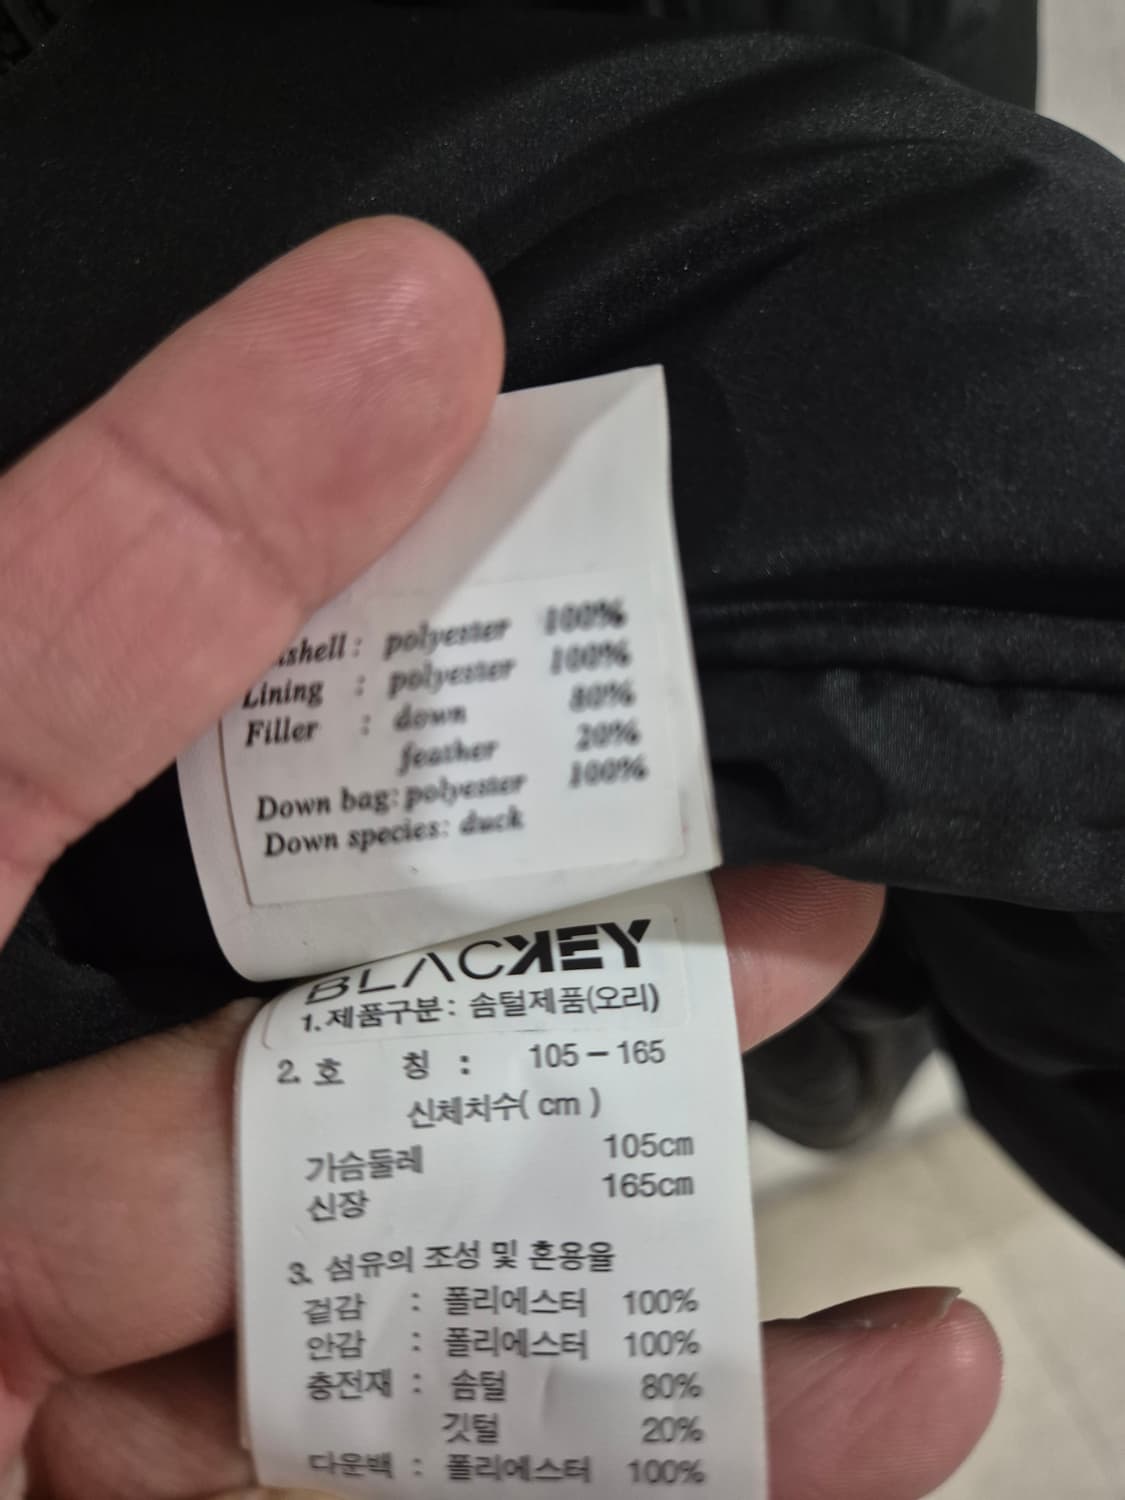 shell : polyester 100%
Lining : polyester 100%
Filler : down 80%
feather 20%
Down bag: polyester 100%
Down species: duck
BLACKEY
1. 제품구분 : 솜털제품(오리)
2. 호 칭 : 105 – 165
신체치수( cm )
가슴둘레 105cm
신장 165cm
3. 섬유의 조성 및 혼용율
겉감 : 폴리에스터 100%
안감 : 폴리에스터 100%
충전재 : 솜털 80%
깃털 20%
다운백 : 폴리에스터 100%